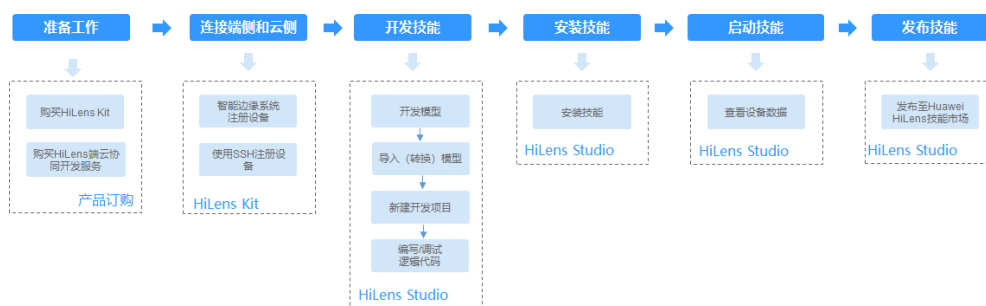 准备工作
连接端侧和云侧
开发技能
安装技能
启动技能
发布技能
购买HiLens Kit
购买HiLens端云协
同开发服务
产品订购
智能边缘系统
注册设备
使用SSH注册设
备
HiLens Kit
开发模型
导入（转换）模型
新建开发项目
编写/调试
逻辑代码
HiLens Studio
安装技能
HiLens Studio
查看设备数据
HiLens Studio
发布至Huawei
HiLens技能市场
HiLens Studio